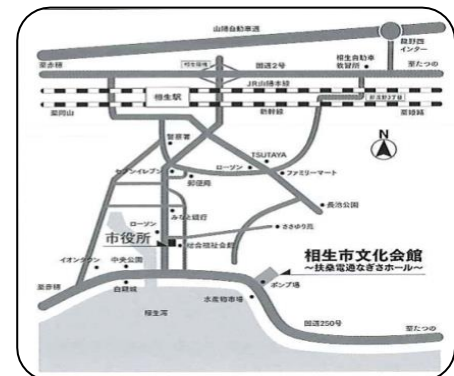 山陽自動車道
龍野西
インター
至赤穂
相生陸橋
国道2号
相生自動車
教習所
至たつの
JR山陽本線
相生駅
至岡山
新幹線
至姫路
警察署
N
TSUTAYA
ローソン
ファミリーマート
セブンイレブン
郵便局
長池公園
みなと銀行
ささゆり苑
ローソン
市役所
総合福祉会館
相生市文化会館
~扶桑電通なぎさホール~
イオンタウン
中央公園
ポンプ場
至赤穂
白龍城
水産物市場
相生湾
国道250号
至たつの